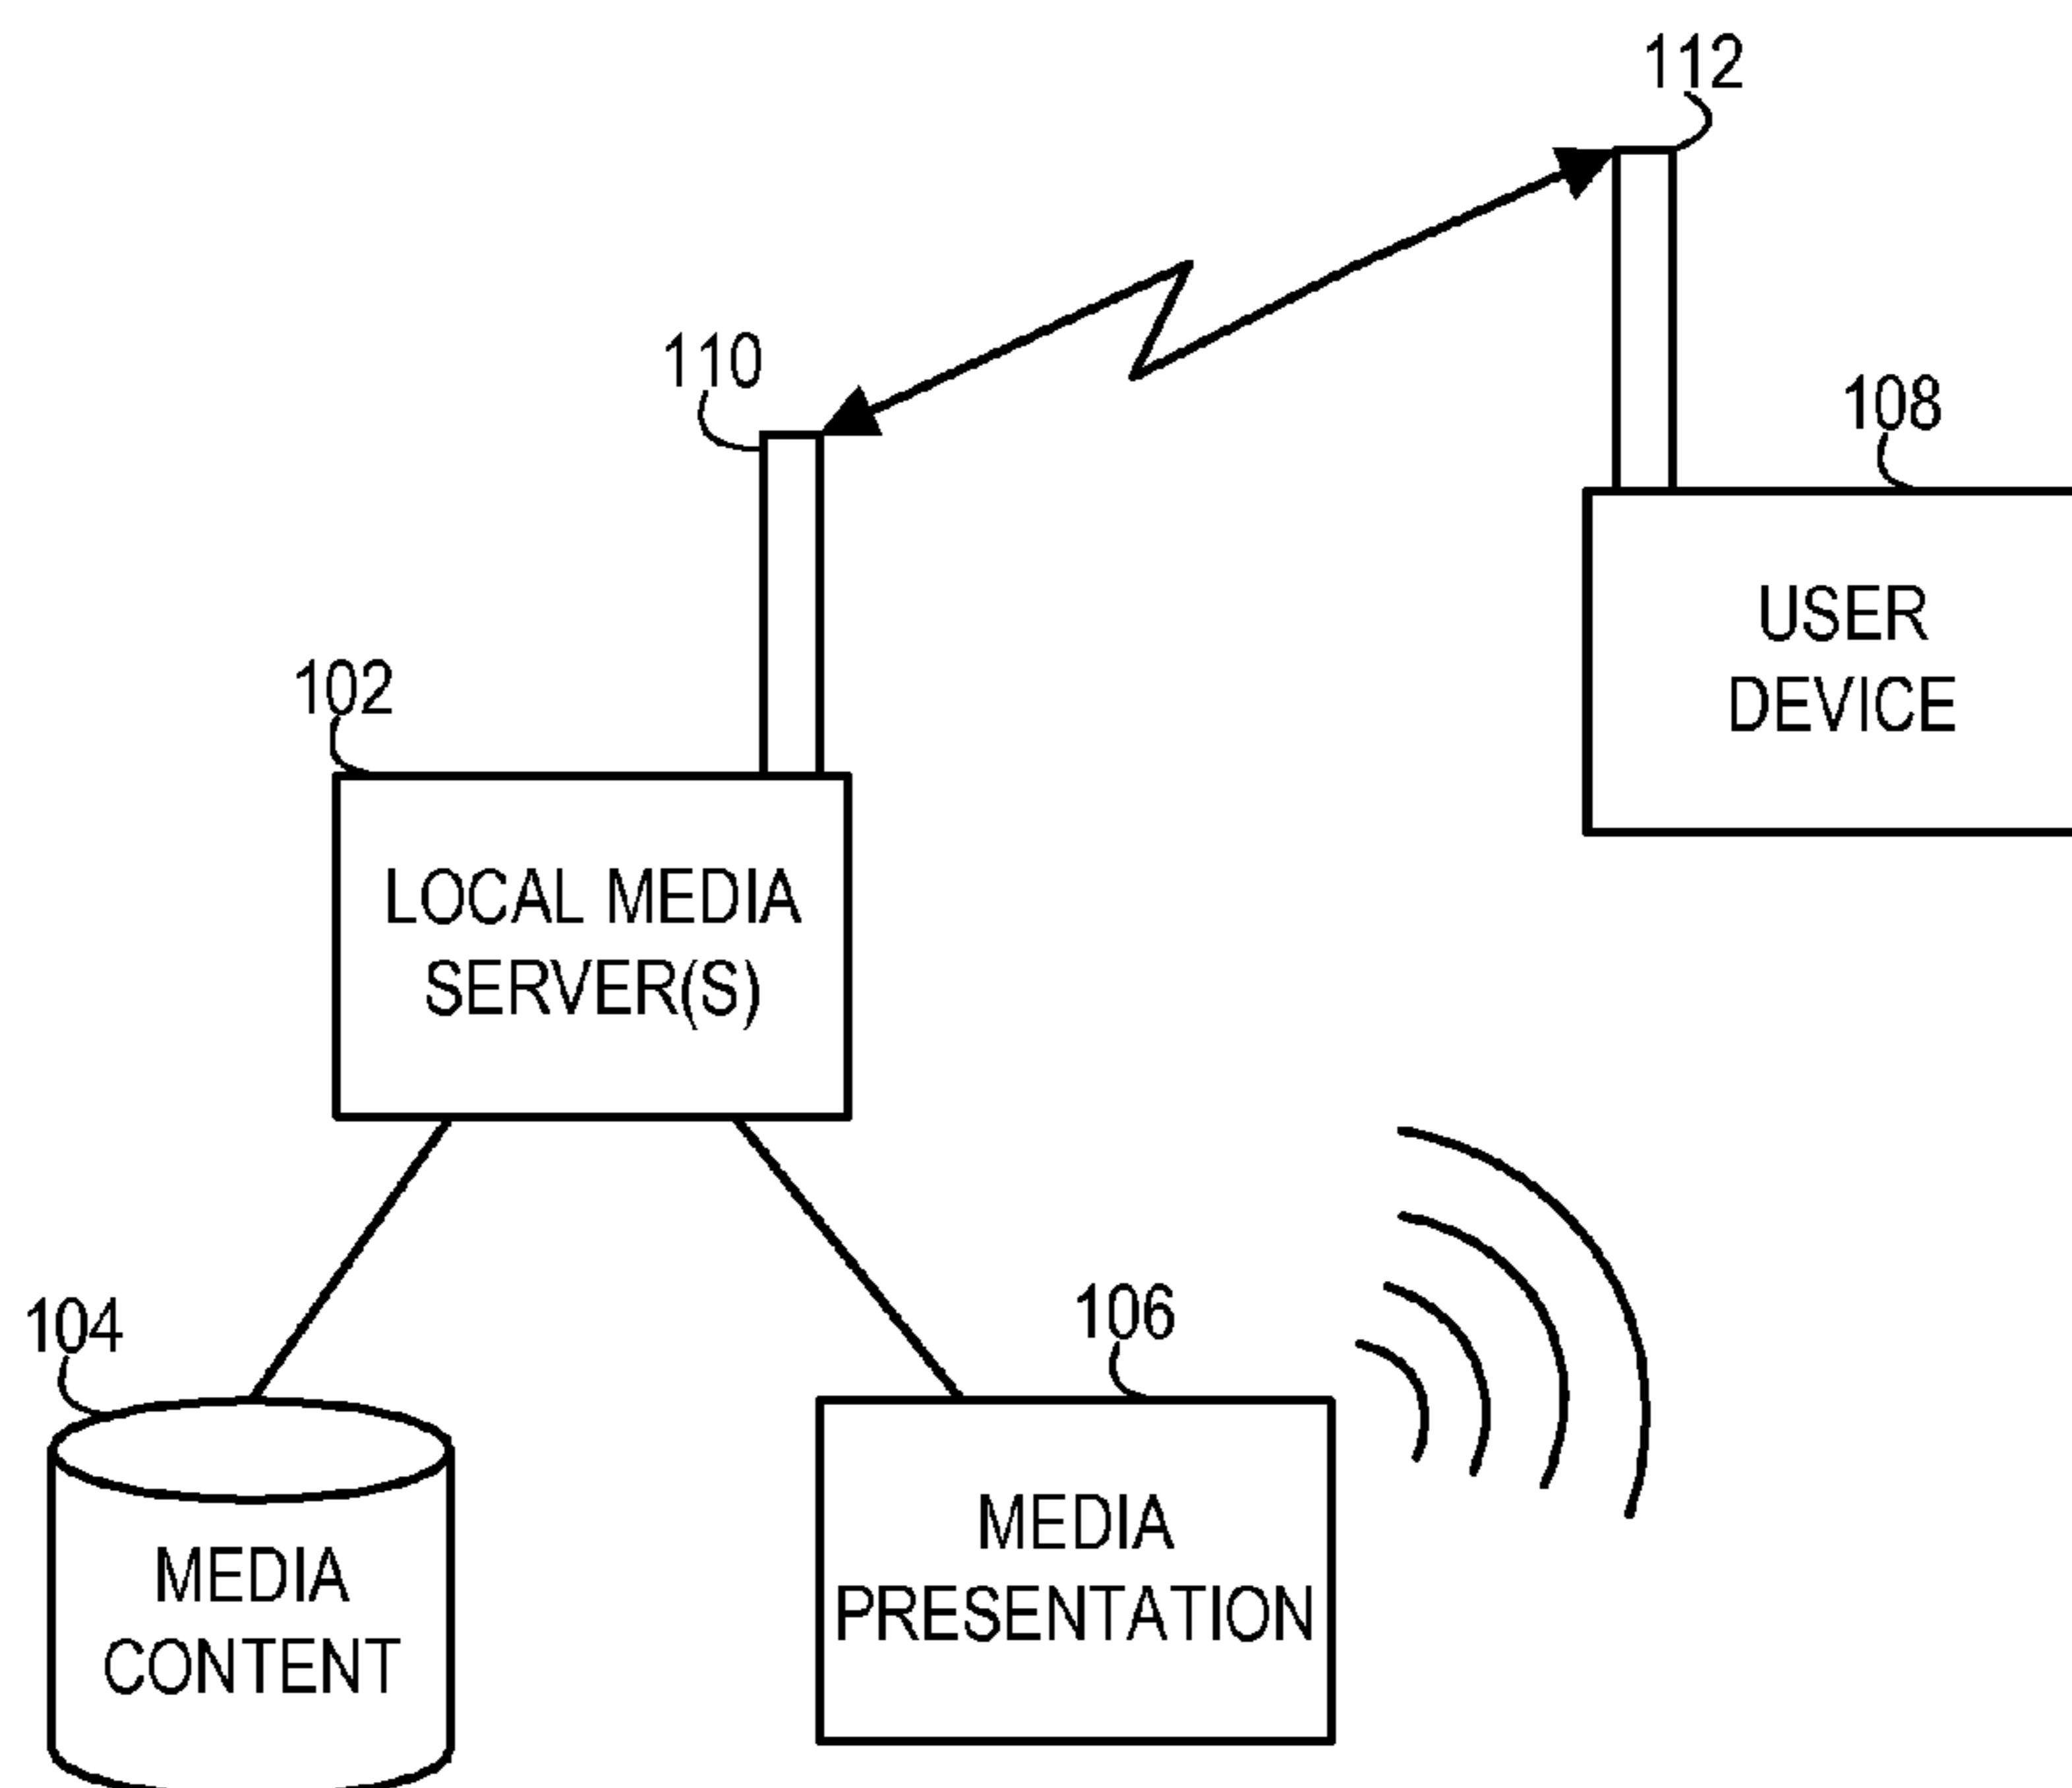 112
110
108
USER
DEVICE
102
LOCAL MEDIA
SERVER(S)
104
106
MEDIA
CONTENT
MEDIA
PRESENTATION